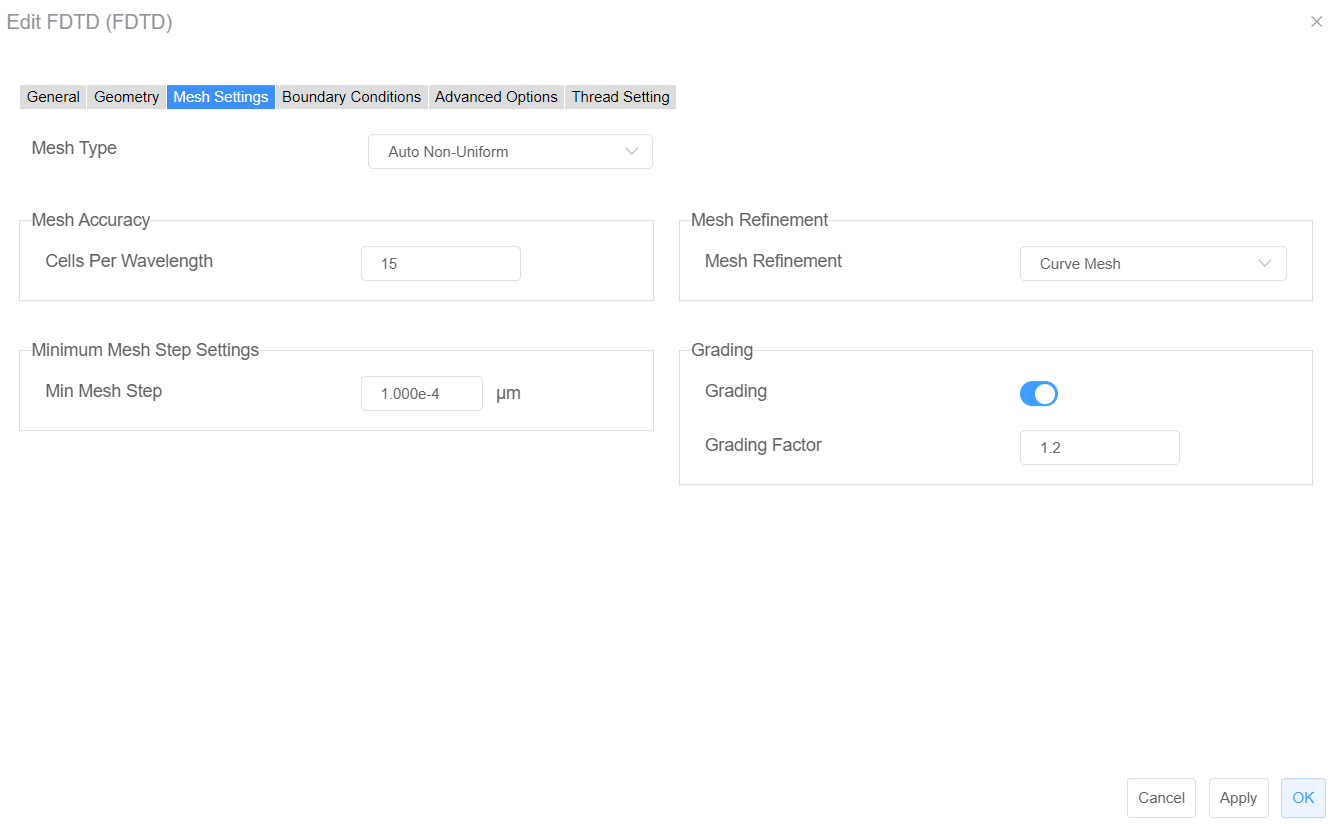 Edit FDTD (FDTD)
General Geometry Mesh Settings Boundary Conditions Advanced Options Thread Setting
Mesh Type Auto Non-Uniform
Mesh Accuracy
Cells Per Wavelength 15
Mesh Refinement
Mesh Refinement Curve Mesh
Minimum Mesh Step Settings
Min Mesh Step 1.000e-4 μm
Grading
Grading
Grading Factor 1.2
Cancel Apply OK